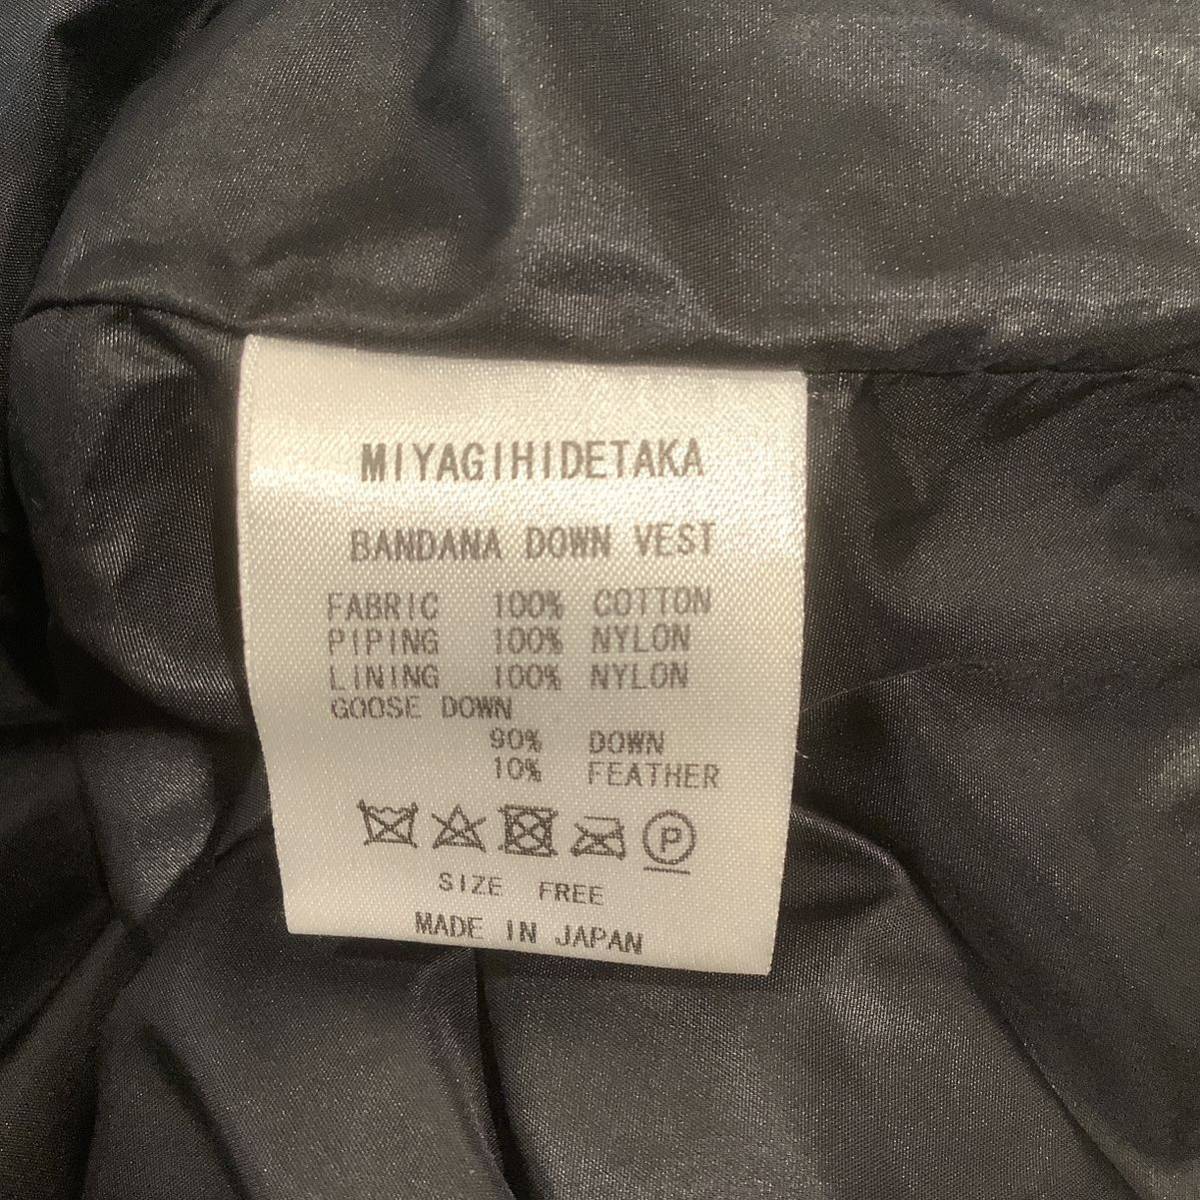 MIYAGIHIDETAKA
BANDANA DOWN VEST
FABRIC 100% COTTON
PIPING 100% NYLON
LINING 100% NYLON
GOOSE DOWN
90% DOWN
10% FEATHER
P
SIZE FREE
MADE IN JAPAN